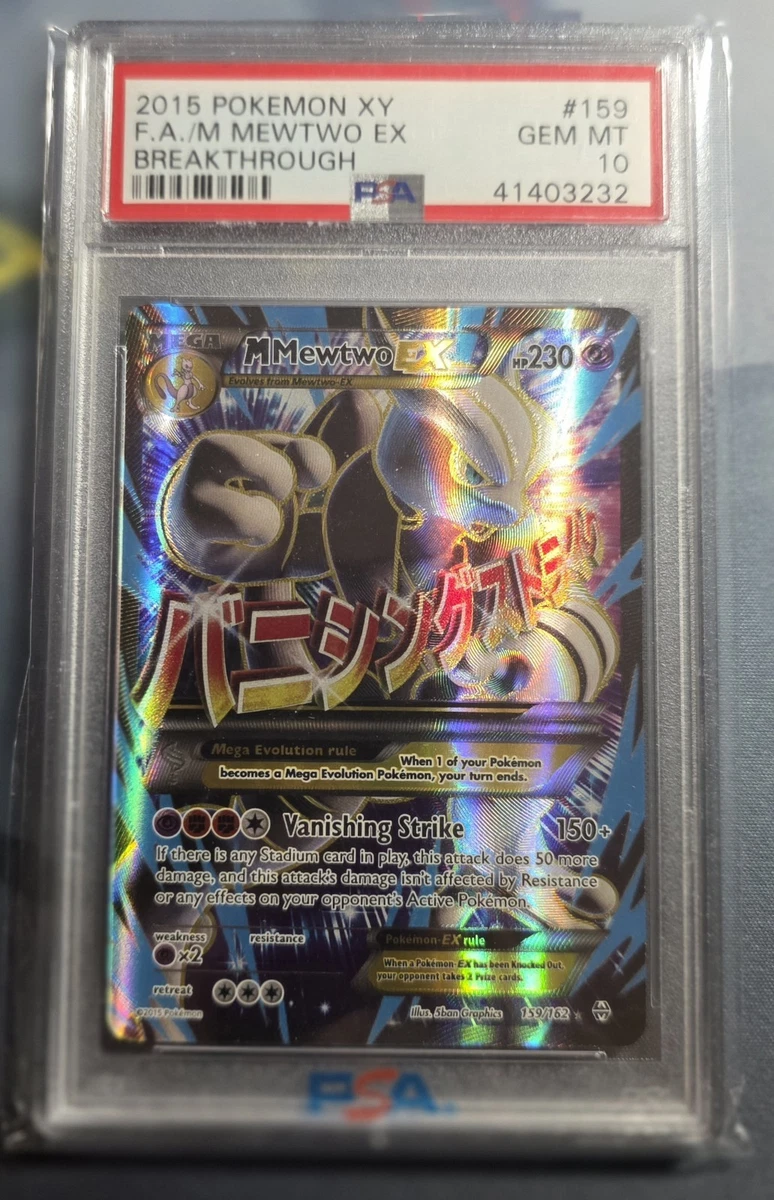 2015 POKEMON XY #159
F.A./M MEWTWO EX GEM MT
BREAKTHROUGH 10
PSA 41403232
MEGA M Mewtwo EX HP230
Evolves from Mewtwo-EX
バニシングストライク
Mega Evolution rule
When 1 of your Pokémon
becomes a Mega Evolution Pokémon, your turn ends.
Vanishing Strike 150+
If there is any Stadium card in play, this attack does 50 more
damage, and this attack's damage isn't affected by Resistance
or any effects on your opponent's Active Pokémon.
weakness resistance
×2
Pokémon-EX rule
When a Pokémon-EX has been Knocked Out,
your opponent takes 2 Prize cards.
retreat
©2015 Pokémon Illus. 5ban Graphics 159/162 ★
PSA